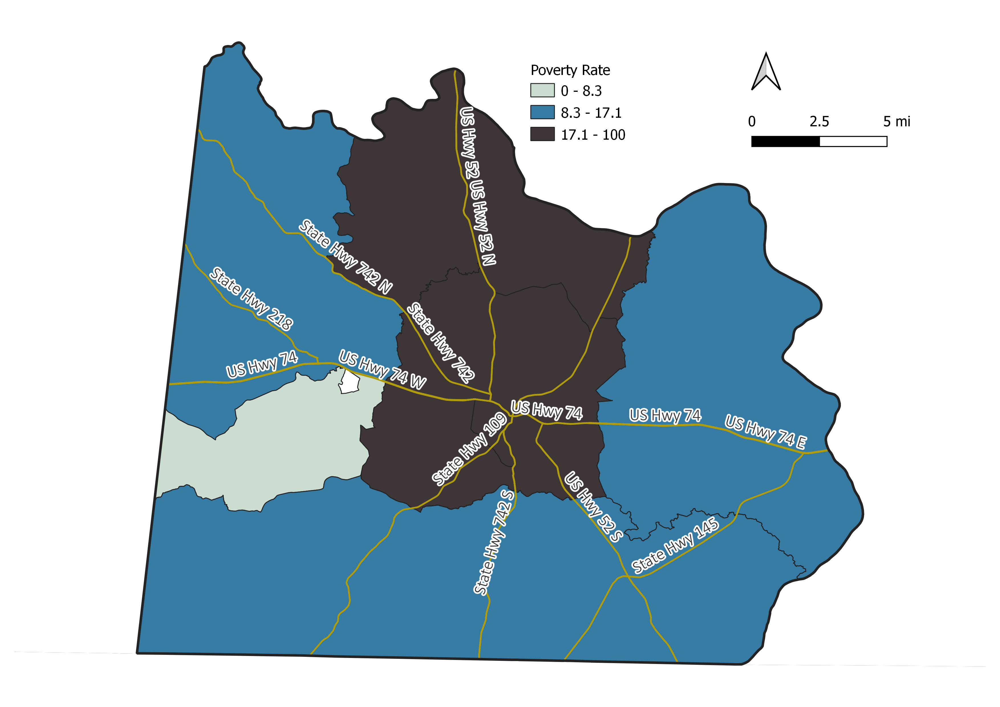 Poverty Rate
0 - 8.3
8.3 - 17.1
17.1 - 100
0 2.5 5 mi
US Hwy 52
US Hwy 52 N
State Hwy 742 N
State Hwy 218
State Hwy 742
US Hwy 74
US Hwy 74 W
US Hwy 74
US Hwy 74
US Hwy 74 E
State Hwy 109
US Hwy 52 S
State Hwy 742 S
State Hwy 145